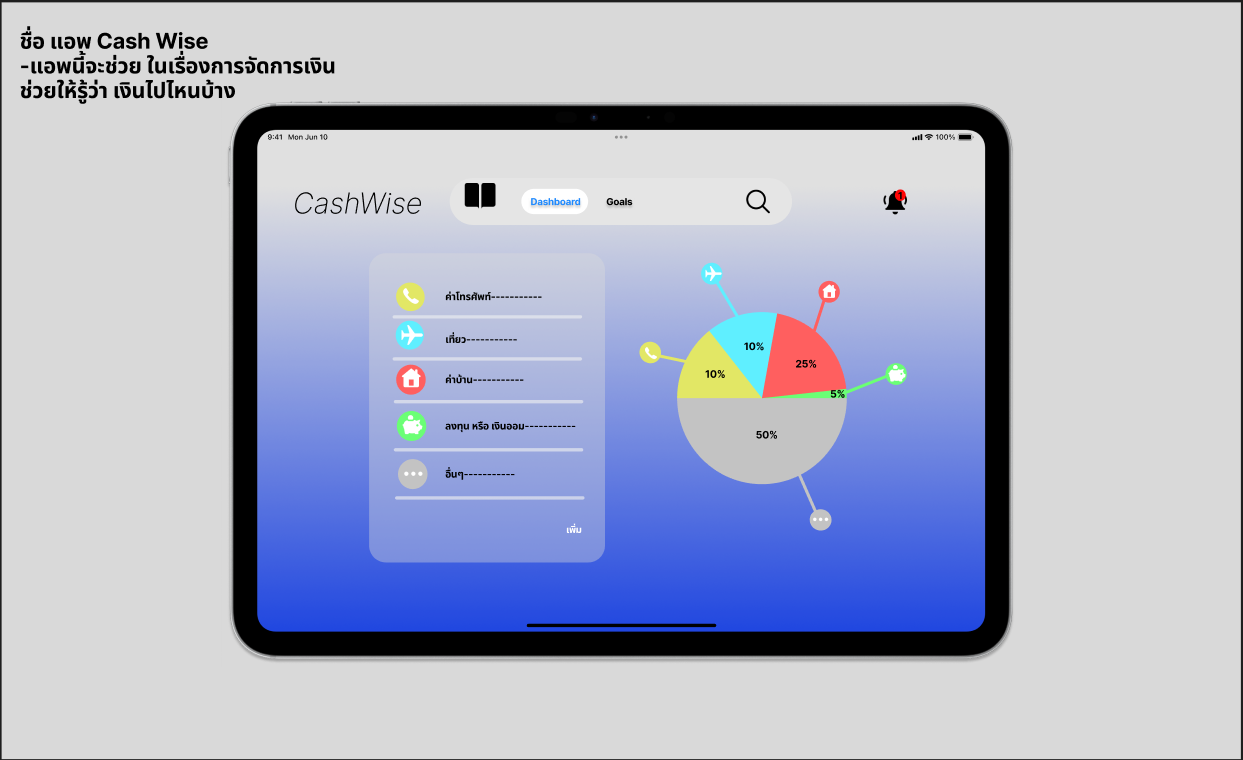 ชื่อ แอพ Cash Wise
-แอพนี้จะช่วย ในเรื่องการจัดการเงิน
ช่วยให้รู้ว่า เงินไปไหนบ้าง
9:41 Mon Jun 10
100%
CashWise
Dashboard
Goals
1
ค่าโทรศัพท์-----------
เที่ยว-----------
ค่าบ้าน-----------
ลงทุน หรือ เงินออม-----------
อื่นๆ-----------
เพิ่ม
10%
25%
10%
5%
50%